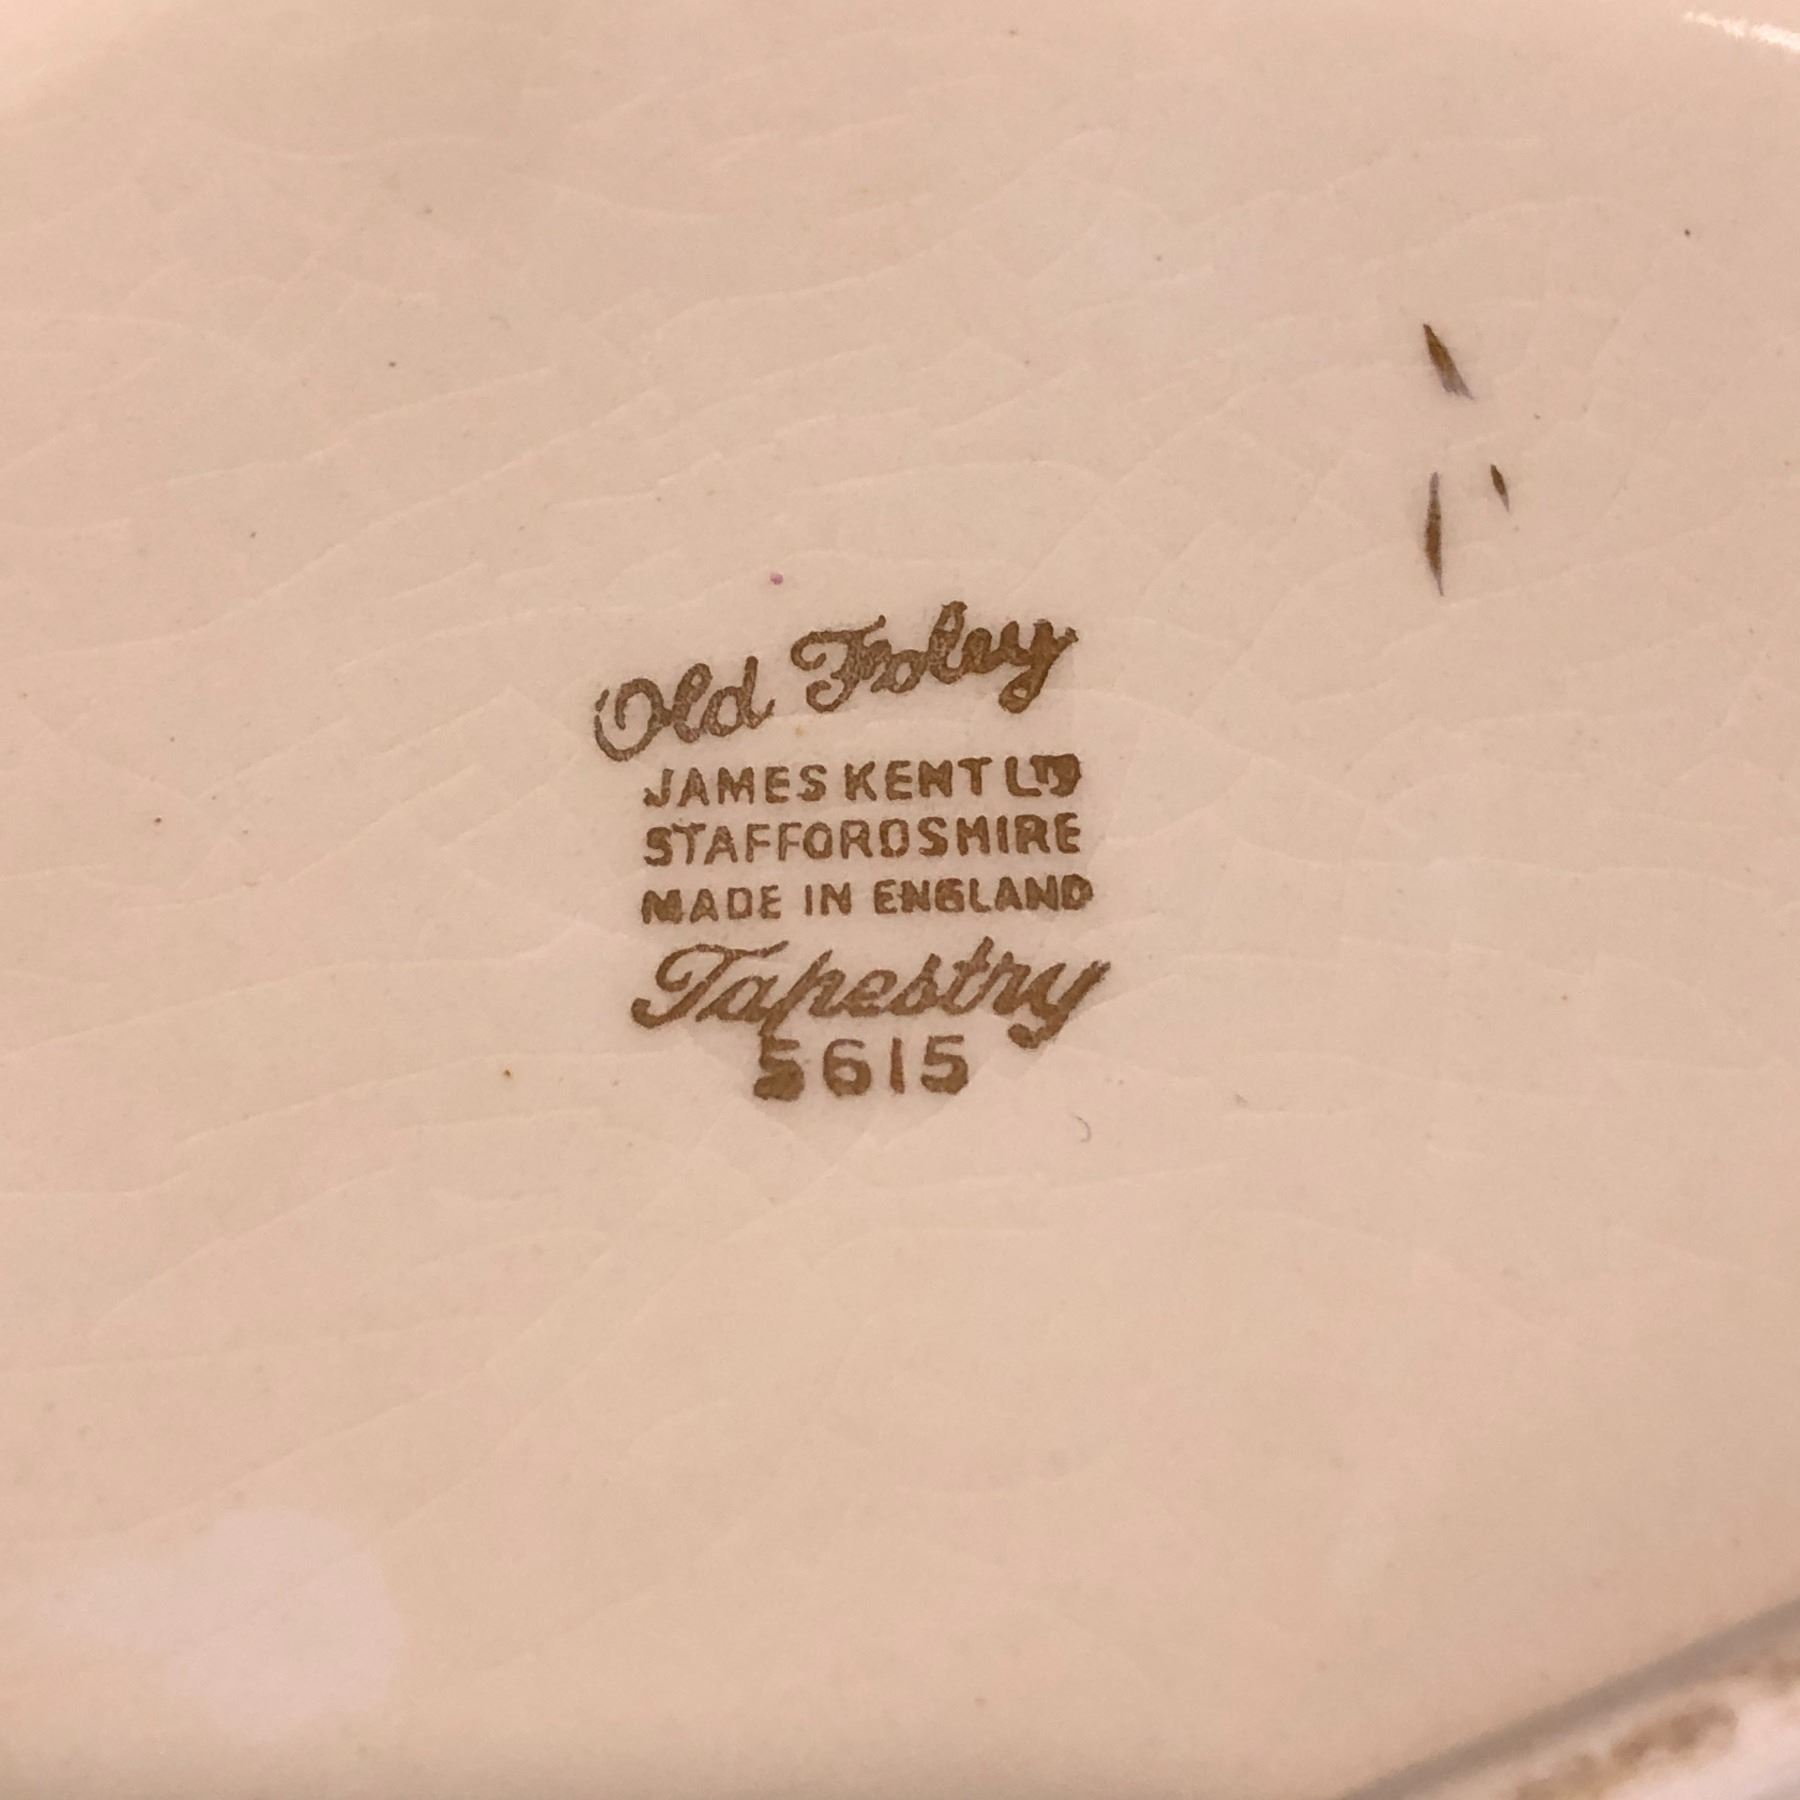 Old Foley
JAMES KENT LTD
STAFFORDSHIRE
MADE IN ENGLAND
Tapestry
5615